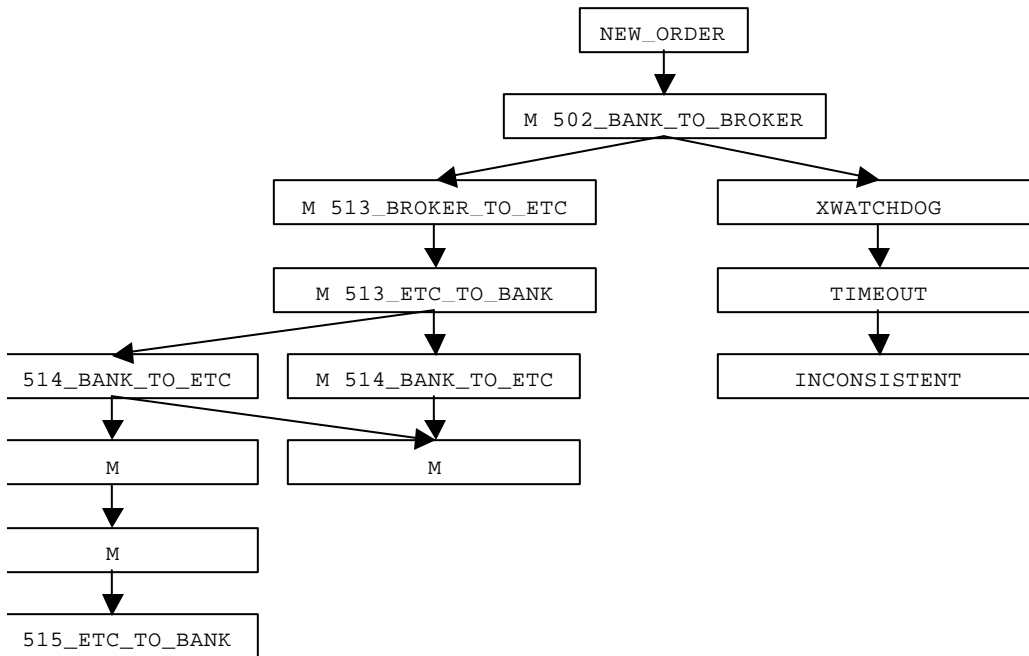 NEW_ORDER
M 502_BANK_TO_BROKER
M 513_BROKER_TO_ETC
XWATCHDOG
M 513_ETC_TO_BANK
TIMEOUT
514_BANK_TO_ETC
M 514_BANK_TO_ETC
INCONSISTENT
M
M
M
515_ETC_TO_BANK